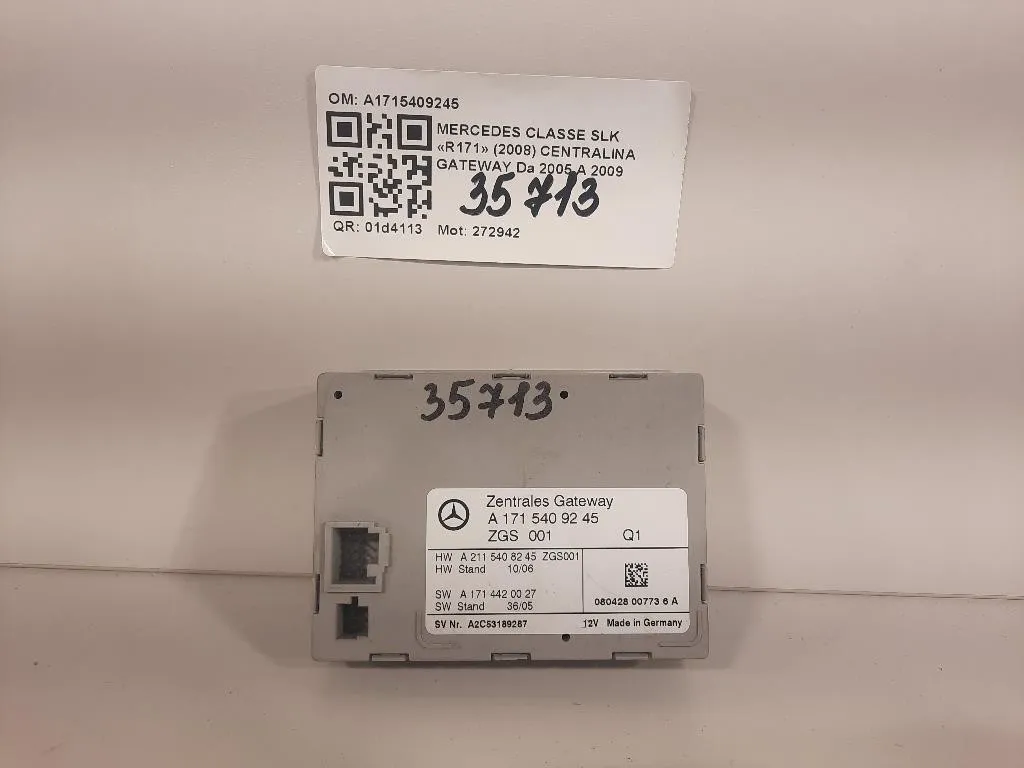 OM: A1715409245
MERCEDES CLASSE SLK
«R171» (2008) CENTRALINA
GATEWAY Da 2005 A 2009
35713
QR: 01d4113 Mot: 272942
35713
Zentrales Gateway
A 171 540 92 45
ZGS 001 Q1
HW A 211 540 82 45 ZGS001
HW Stand 10/06
SW A 171 442 00 27
SW Stand 36/05
080428 00773 6 A
SV Nr. A2C53189287 12V Made in Germany